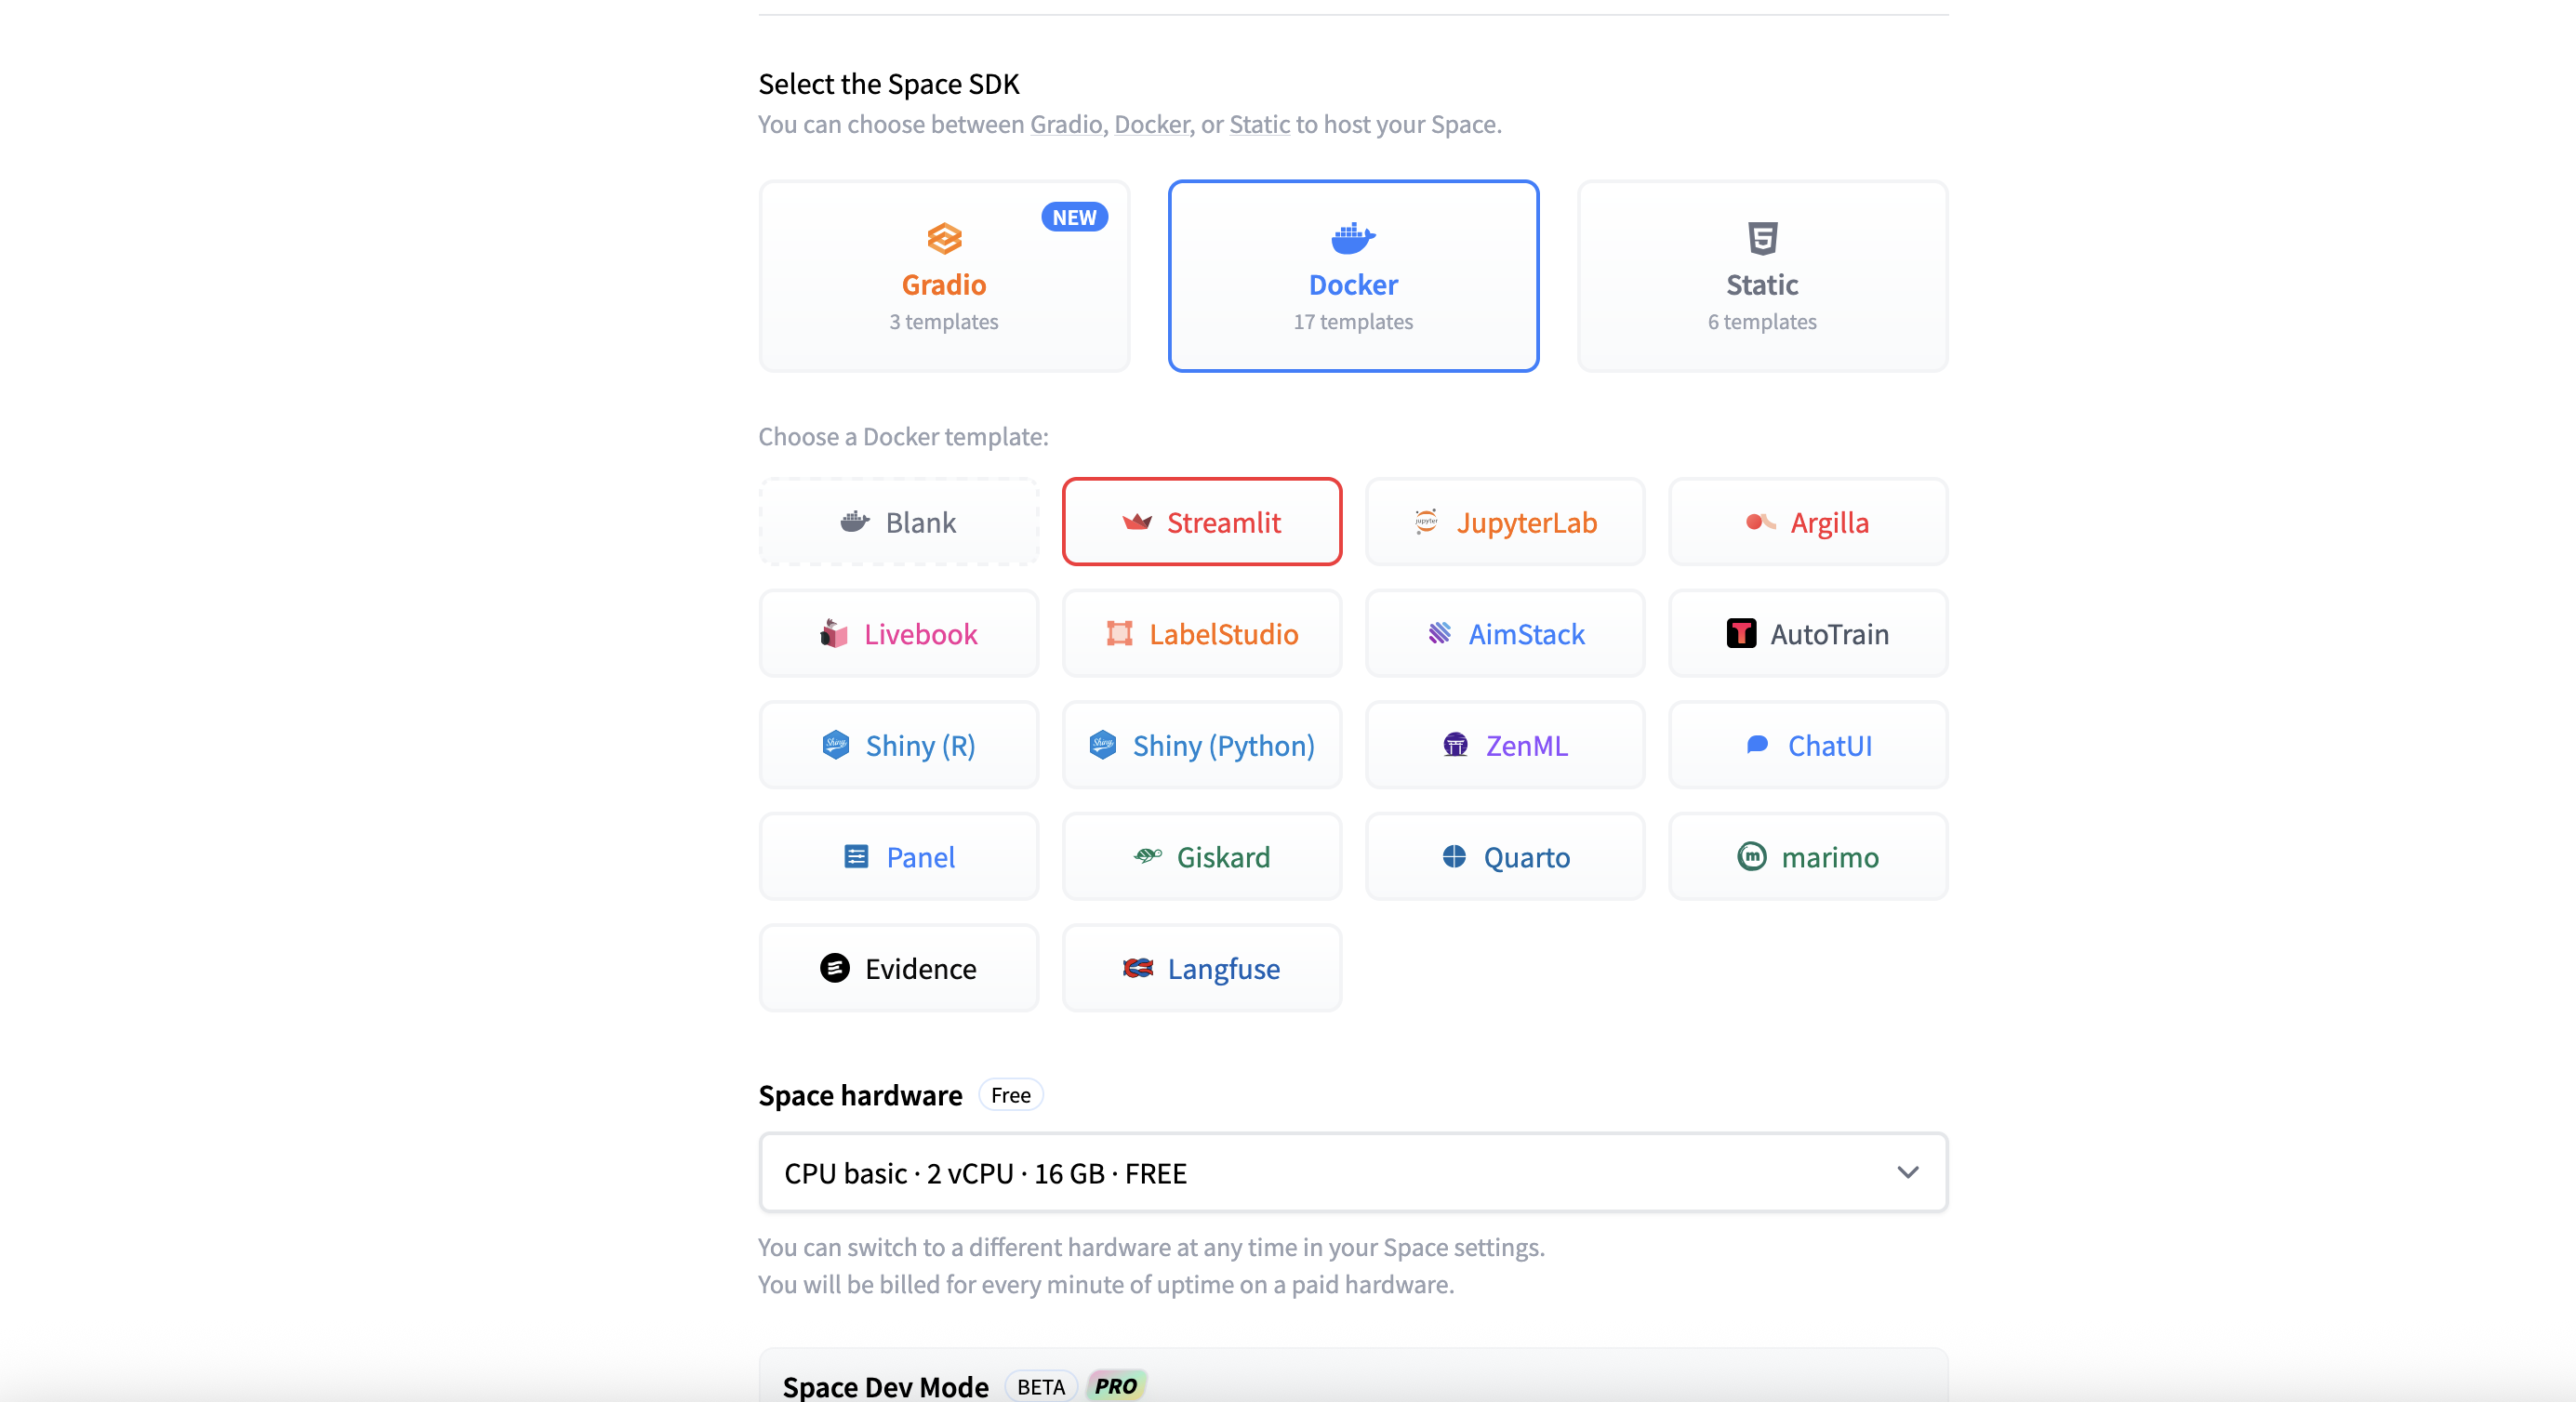 Select the Space SDK
You can choose between Gradio, Docker, or Static to host your Space.
NEW
Gradio
3 templates
Docker
17 templates
Static
6 templates
Choose a Docker template:
Blank
Streamlit
JupyterLab
Argilla
Livebook
LabelStudio
AimStack
AutoTrain
Shiny (R)
Shiny (Python)
ZenML
ChatUI
Panel
Giskard
Quarto
marimo
Evidence
Langfuse
Space hardware Free
CPU basic · 2 vCPU · 16 GB · FREE
You can switch to a different hardware at any time in your Space settings.
You will be billed for every minute of uptime on a paid hardware.
Space Dev Mode BETA PRO